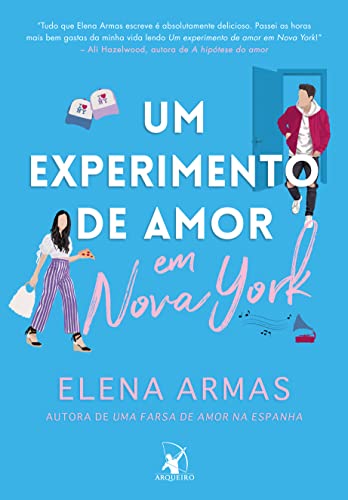 "Tudo que Elena Armas escreve é absolutamente delicioso. Passei as horas
mais bem gastas da minha vida lendo Um experimento de amor em Nova York!"
– Ali Hazelwood, autora de A hipótese do amor
UM
EXPERIMENTO
DE AMOR
em
Nova York
ELENA ARMAS
AUTORA DE UMA FARSA DE AMOR NA ESPANHA
ARQUEIRO